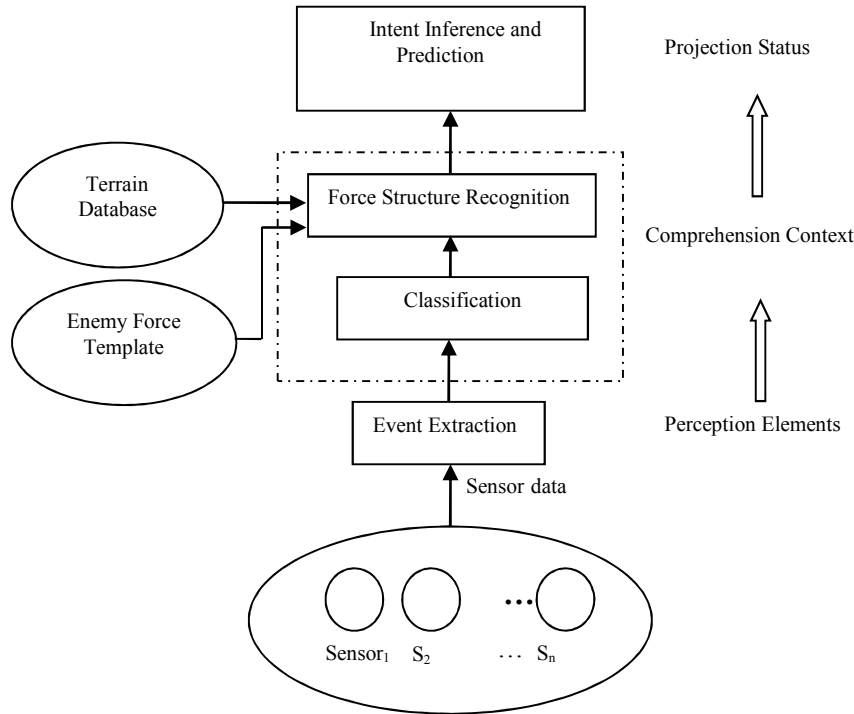 Intent Inference and
Prediction
Projection Status
Terrain
Database
Force Structure Recognition
Comprehension Context
Classification
Enemy Force
Template
Event Extraction
Perception Elements
Sensor data
...
Sensor₁ S₂ ... Sₙ